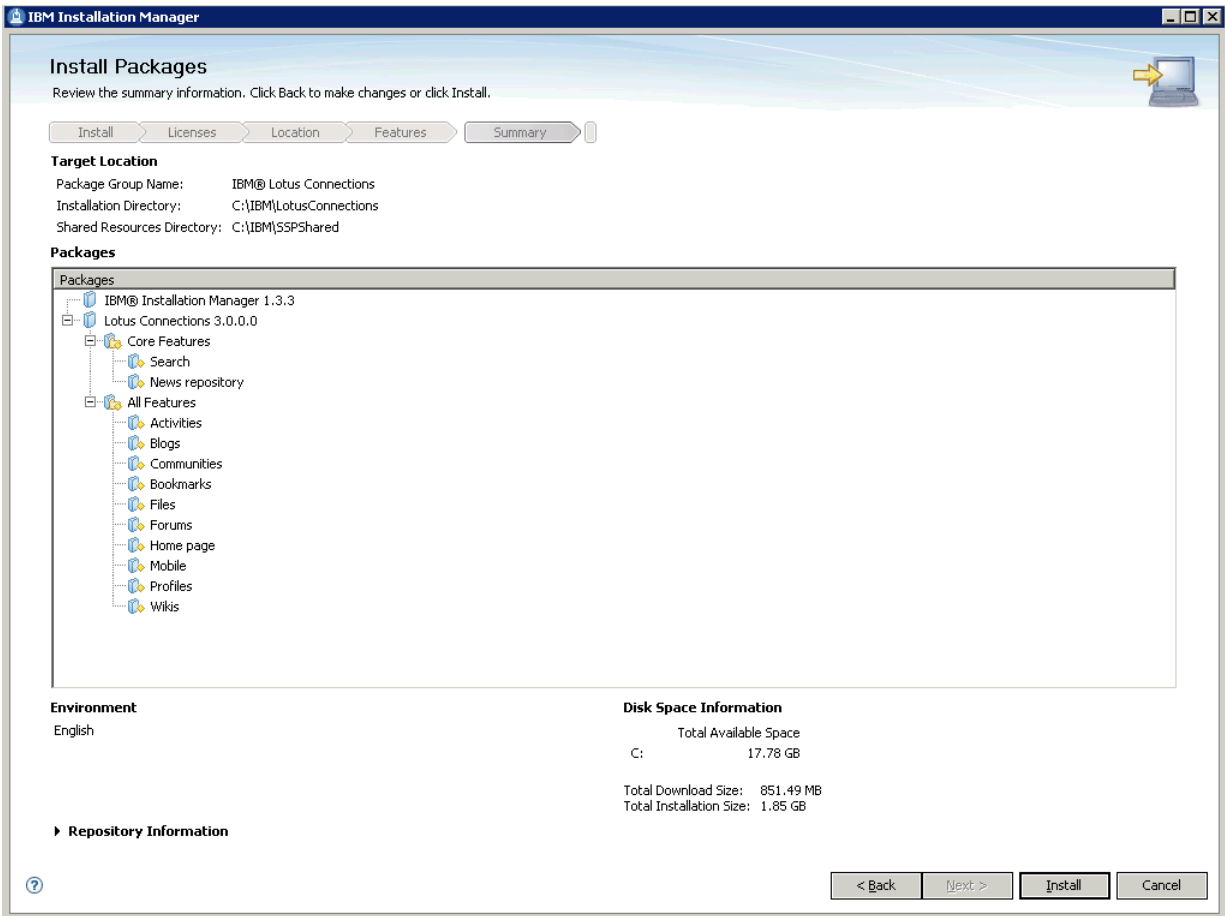 IBM Installation Manager
Install Packages
Review the summary information. Click Back to make changes or click Install.
Install Licenses Location Features Summary
Target Location
Package Group Name: IBM® Lotus Connections
Installation Directory: C:\IBM\LotusConnections
Shared Resources Directory: C:\IBM\SSPShared
Packages
Packages
IBM® Installation Manager 1.3.3
Lotus Connections 3.0.0.0
Core Features
Search
News repository
All Features
Activities
Blogs
Communities
Bookmarks
Files
Forums
Home page
Mobile
Profiles
Wikis
Environment
English
Disk Space Information
Total Available Space
C: 17.78 GB
Total Download Size: 851.49 MB
Total Installation Size: 1.85 GB
Repository Information
? < Back Next > Install Cancel